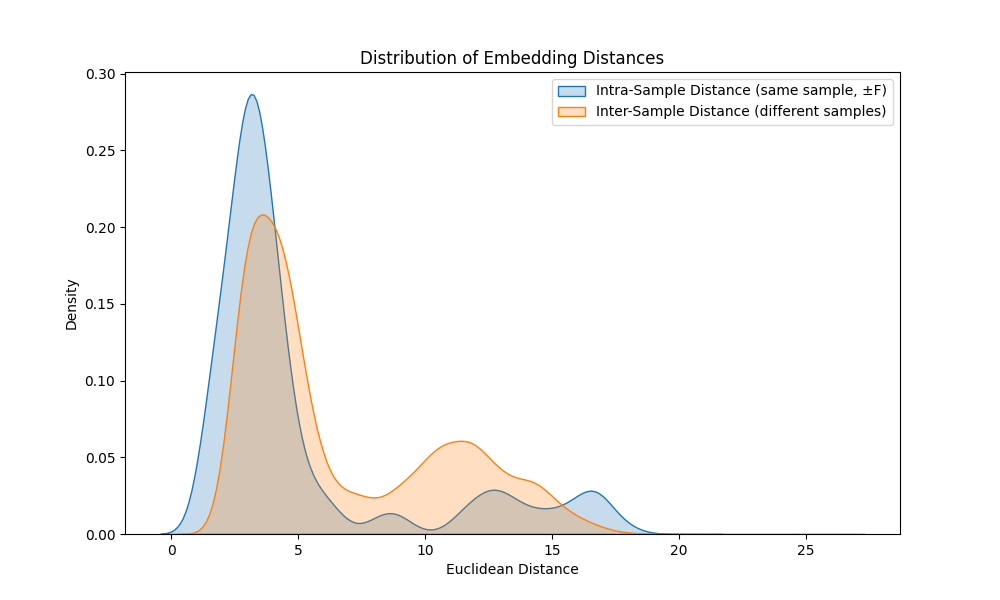 Distribution of Embedding Distances
Intra-Sample Distance (same sample, ±F)
Inter-Sample Distance (different samples)
0.30
0.25
0.20
0.15
0.10
0.05
0.00
Density
0 5 10 15 20 25
Euclidean Distance